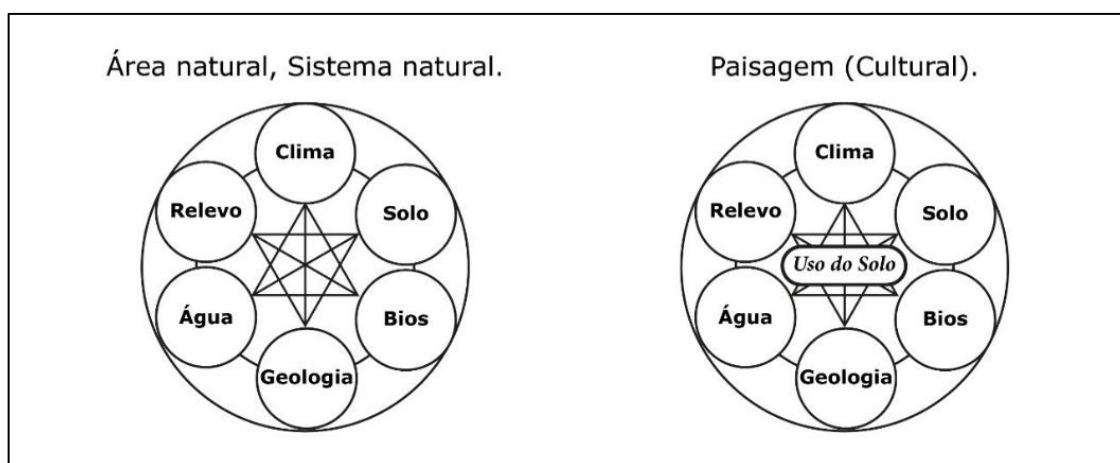 Área natural, Sistema natural.
Clima
Relevo
Solo
Água
Bios
Geologia
Paisagem (Cultural).
Clima
Relevo
Solo
Uso do Solo
Água
Bios
Geologia